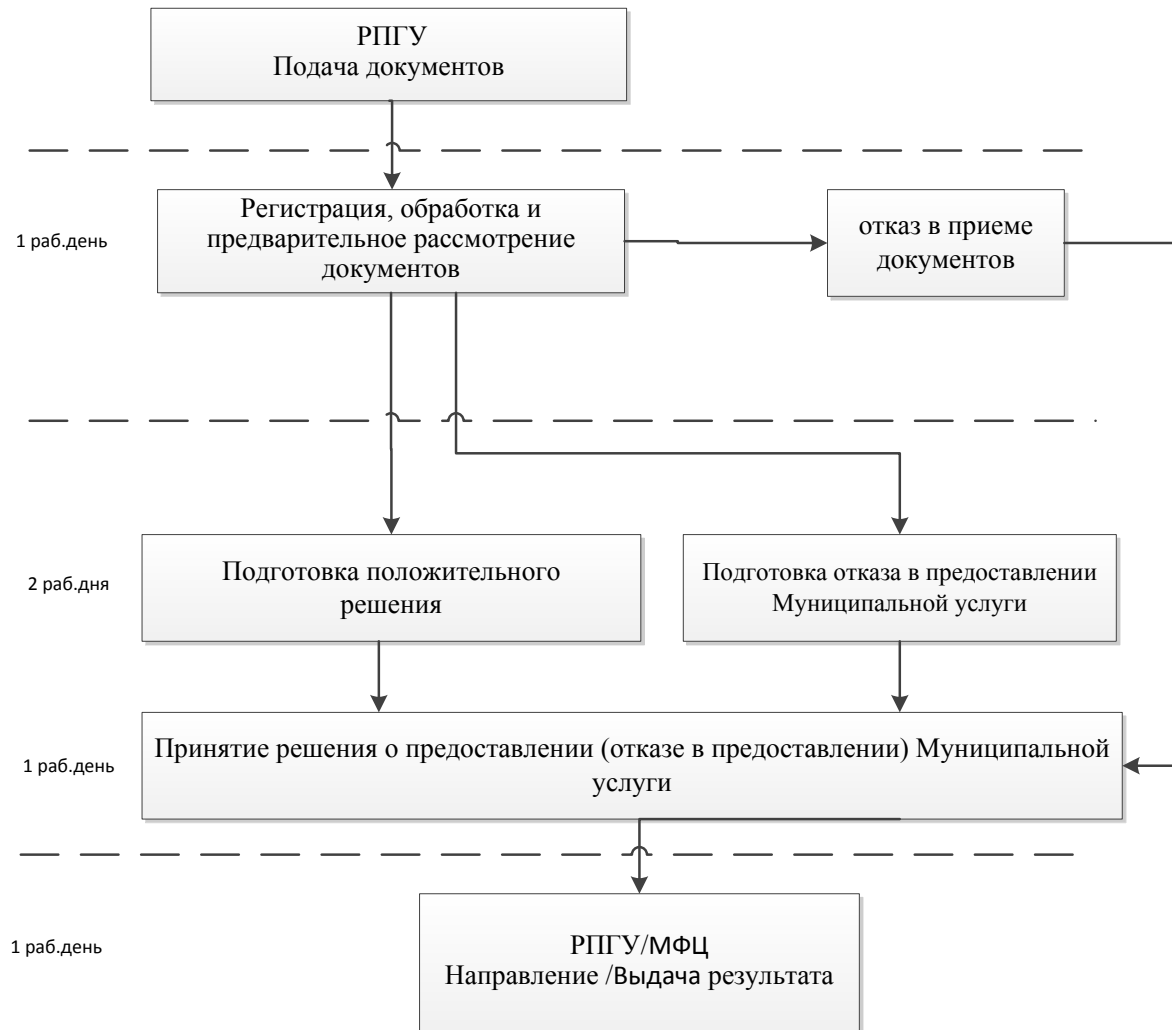 РПГУ
Подача документов
1 раб.день
Регистрация, обработка и
предварительное рассмотрение
документов
отказ в приеме
документов
2 раб.дня
Подготовка положительного
решения
Подготовка отказа в предоставлении
Муниципальной услуги
1 раб.день
Принятие решения о предоставлении (отказе в предоставлении) Муниципальной
услуги
1 раб.день
РПГУ/МФЦ
Направление /Выдача результата